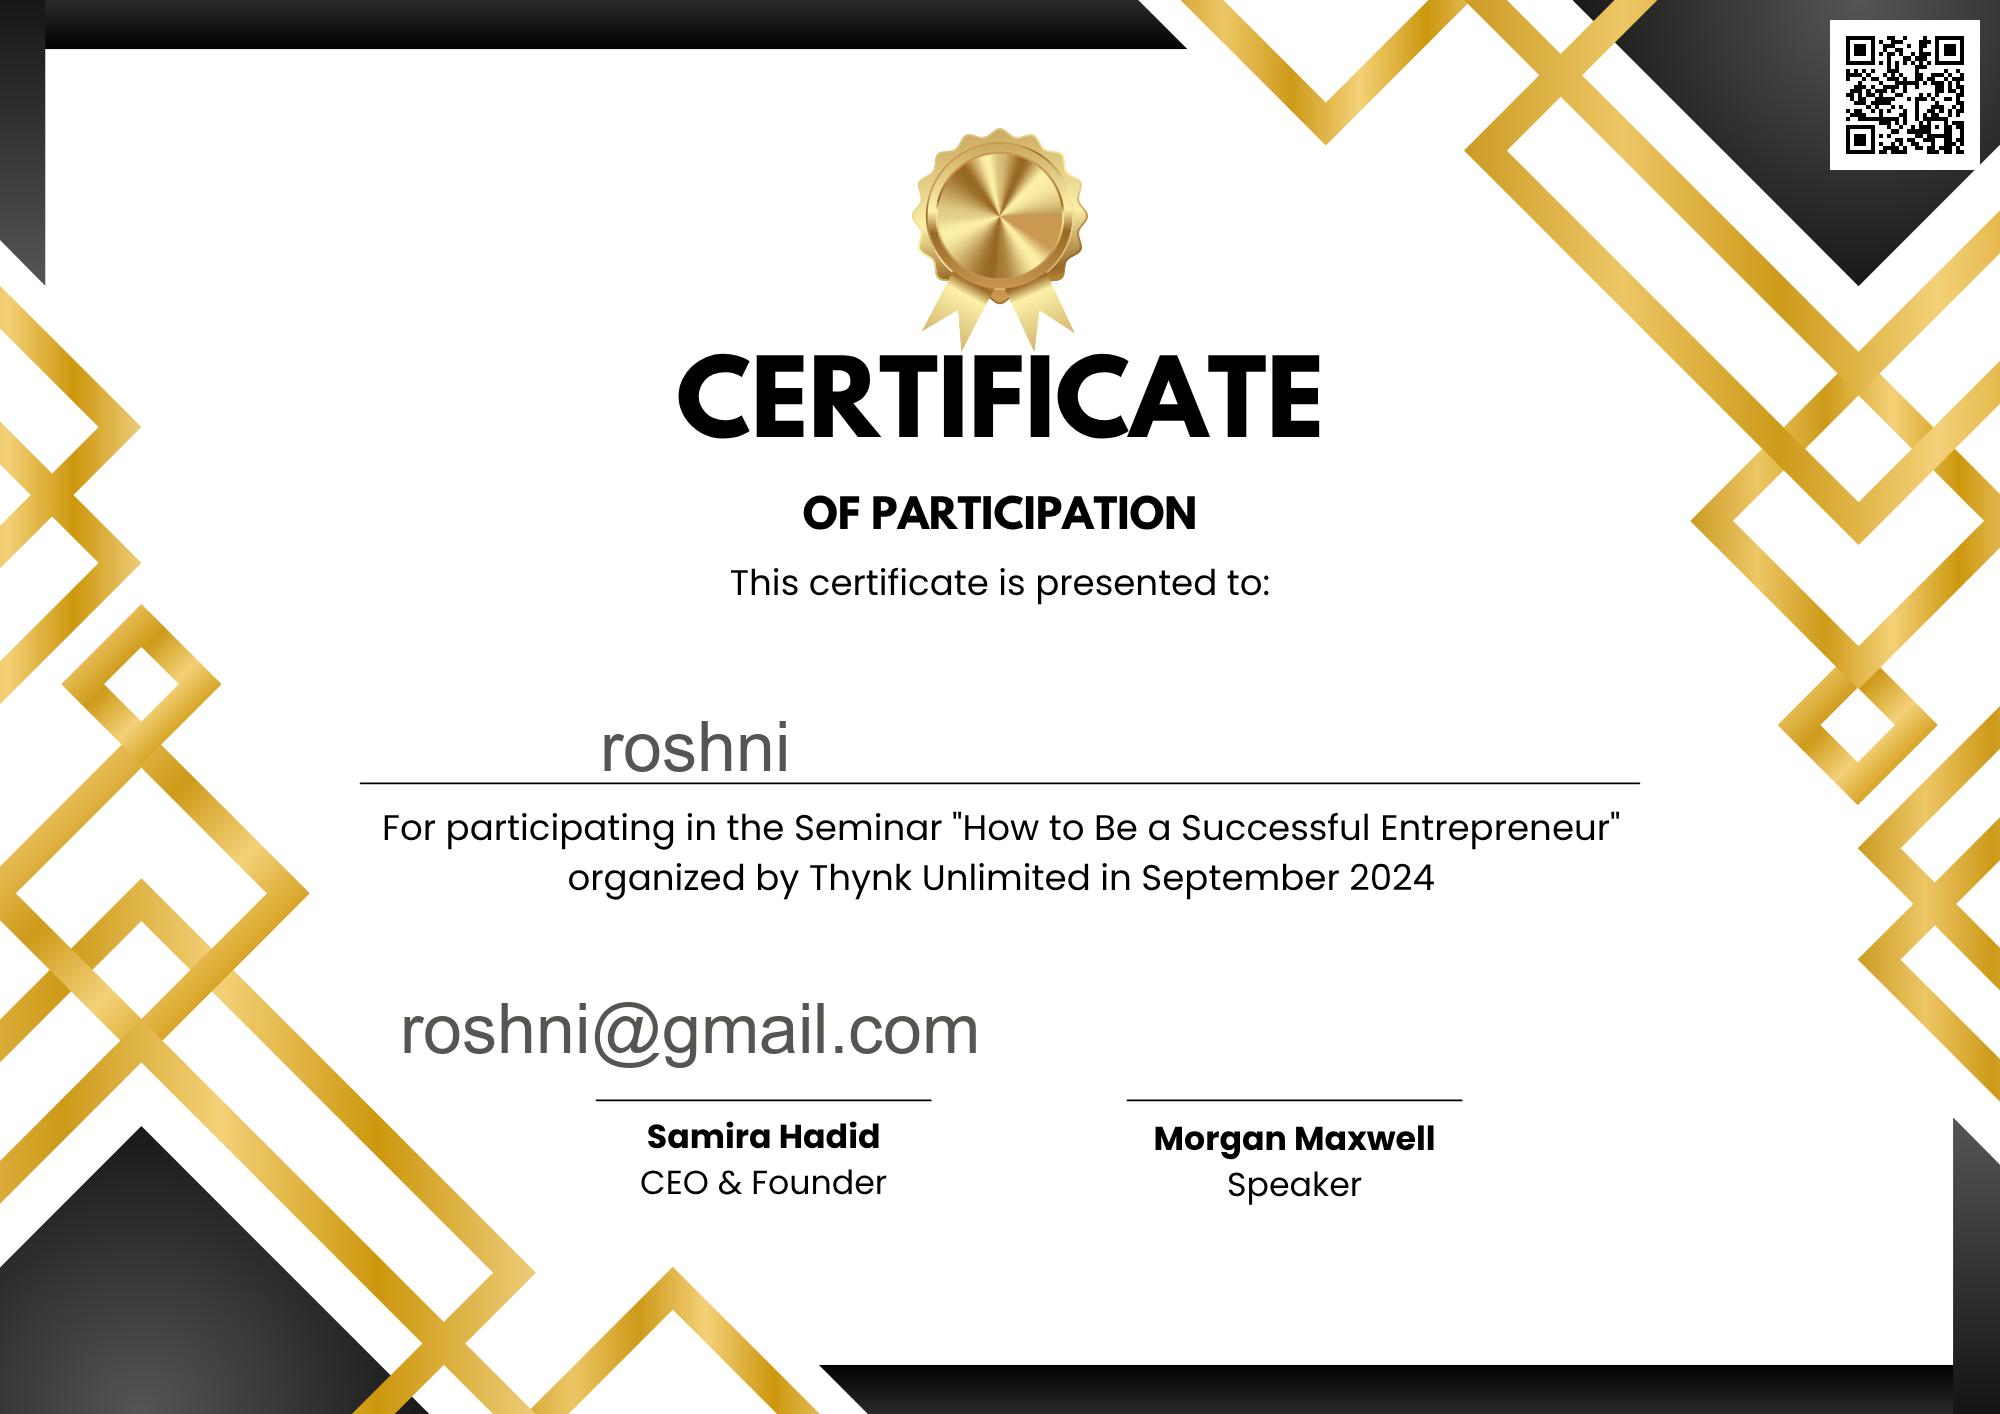 CERTIFICATE
OF PARTICIPATION
This certificate is presented to:
roshni
For participating in the Seminar "How to Be a Successful Entrepreneur"
organized by Thynk Unlimited in September 2024
roshni@gmail.com
Samira Hadid
CEO & Founder
Morgan Maxwell
Speaker